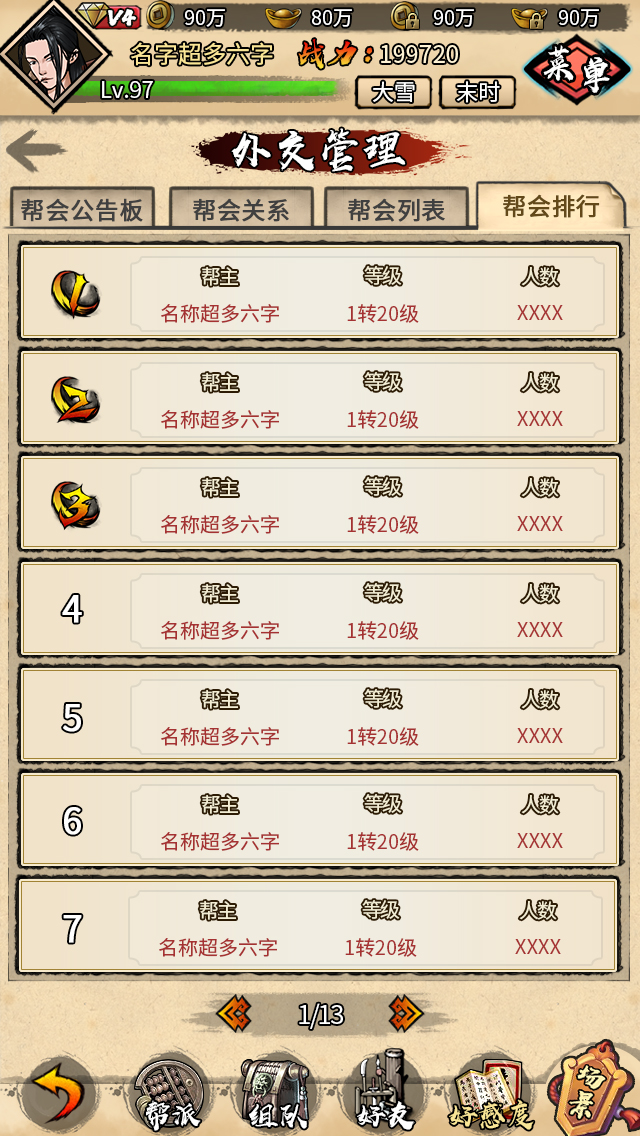 V4 90万 80万 90万 90万
名字超多六字 战力：199720
菜单
Lv.97 大雪 末时
外交管理
帮会公告板 帮会关系 帮会列表 帮会排行
1 帮主 等级 人数
名称超多六字 1转20级 XXXX
2 帮主 等级 人数
名称超多六字 1转20级 XXXX
3 帮主 等级 人数
名称超多六字 1转20级 XXXX
4 帮主 等级 人数
名称超多六字 1转20级 XXXX
5 帮主 等级 人数
名称超多六字 1转20级 XXXX
6 帮主 等级 人数
名称超多六字 1转20级 XXXX
7 帮主 等级 人数
名称超多六字 1转20级 XXXX
1/13
帮派 组队 好友 好感度 场景